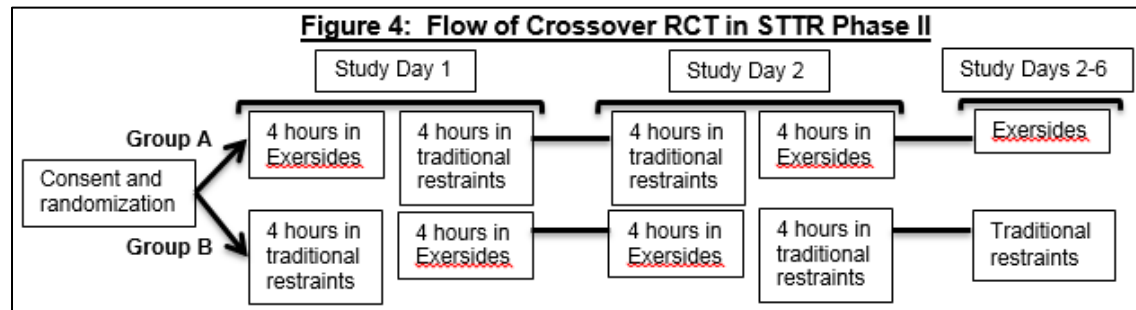 Figure 4:  Flow of Crossover RCT in STTR Phase II
Study Day 1
Study Day 2
Study Days 2-6
Group A
4 hours in
Exersides
4 hours in
traditional
restraints
4 hours in
traditional
restraints
4 hours in
Exersides
Exersides
Consent and
randomization
Group B
4 hours in
traditional
restraints
4 hours in
Exersides
4 hours in
Exersides
4 hours in
traditional
restraints
Traditional
restraints